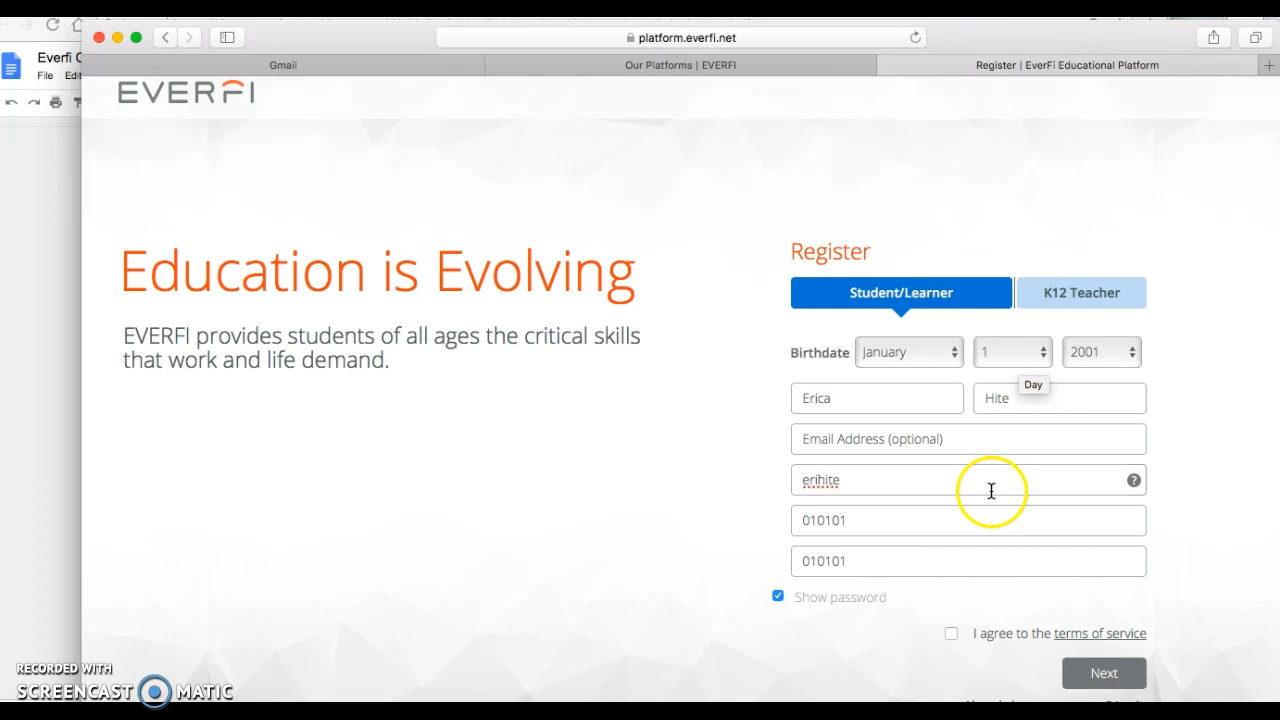 Everfi C
File Edi
platform.everfi.net
Gmail
Our Platforms | EVERFI
Register | EverFi Educational Platform
EVERFI
Education is Evolving
EVERFI provides students of all ages the critical skills
that work and life demand.
Register
Student/Learner
K12 Teacher
Birthdate January 1 2001
Day
Erica
Hite
Email Address (optional)
erihite
?
010101
010101
Show password
I agree to the terms of service
Next
RECORDED WITH
SCREENCAST MATIC